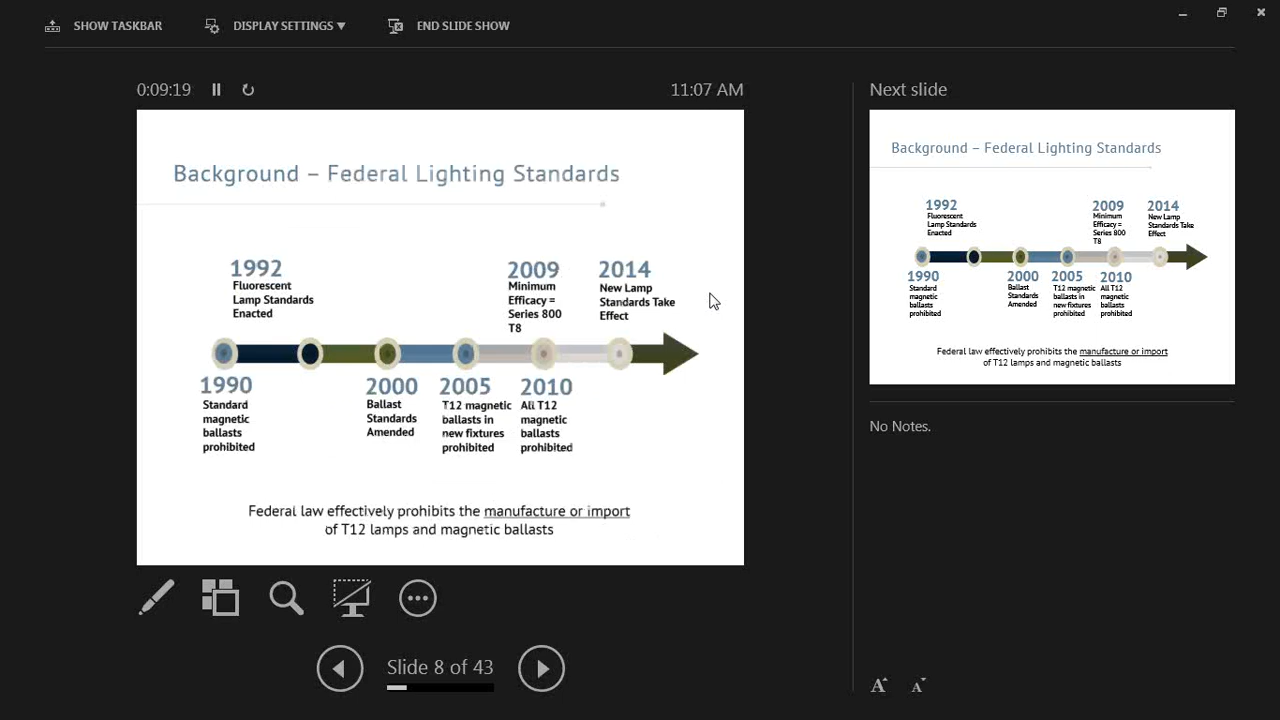 SHOW TASKBAR
DISPLAY SETTINGS ▼
END SLIDE SHOW
0:09:19
11:07 AM
Background – Federal Lighting Standards
1992
Fluorescent
Lamp Standards
Enacted
2009
Minimum
Efficacy =
Series 800
T8
2014
New Lamp
Standards Take
Effect
1990
Standard
magnetic
ballasts
prohibited
2000
Ballast
Standards
Amended
2005
T12 magnetic
ballasts in
new fixtures
prohibited
2010
All T12
magnetic
ballasts
prohibited
Federal law effectively prohibits the manufacture or import
of T12 lamps and magnetic ballasts
Slide 8 of 43
Next slide
Background – Federal Lighting Standards
1992
Fluorescent
Lamp Standards
Enacted
2009
Minimum
Efficacy =
Series 800
T8
2014
New Lamp
Standards Take
Effect
1990
Standard
magnetic
ballasts
prohibited
2000
Ballast
Standards
Amended
2005
T12 magnetic
ballasts in
new fixtures
prohibited
2010
All T12
magnetic
ballasts
prohibited
Federal law effectively prohibits the manufacture or import
of T12 lamps and magnetic ballasts
No Notes.
A A